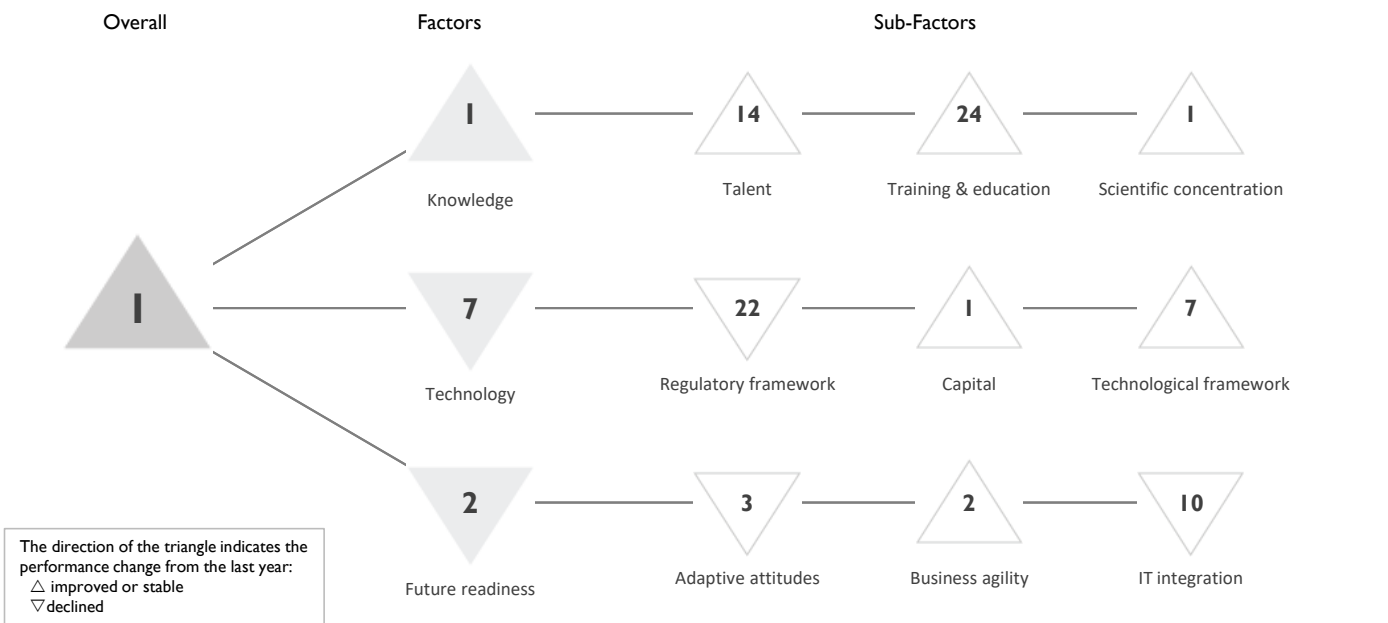 Overall Factors Sub-Factors
1 14 24 1
Knowledge Talent Training & education Scientific concentration
1
7 22 1 7
Technology Regulatory framework Capital Technological framework
2 3 2 10
Future readiness Adaptive attitudes Business agility IT integration
The direction of the triangle indicates the
performance change from the last year:
△ improved or stable
▽ declined